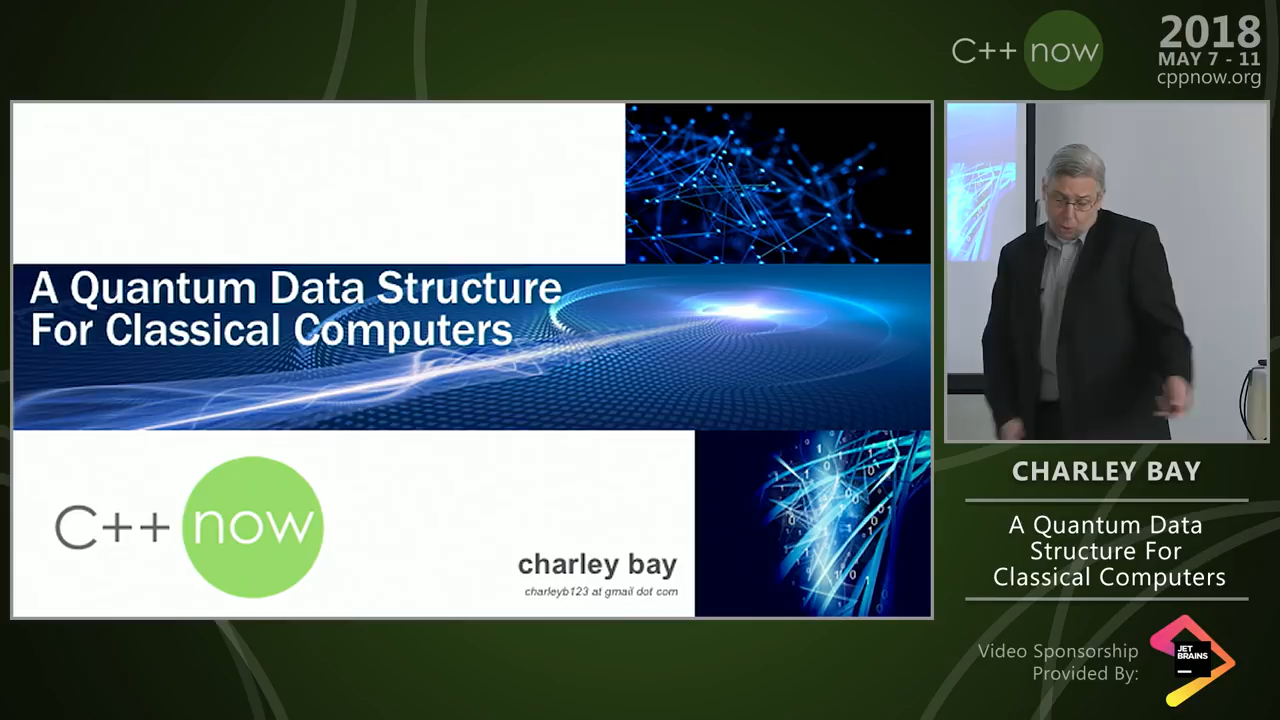 C++ now
2018
MAY 7 - 11
cppnow.org
A Quantum Data Structure
For Classical Computers
C++ now
charley bay
charleyb123 at gmail dot com
CHARLEY BAY
A Quantum Data
Structure For
Classical Computers
Video Sponsorship
Provided By:
JET
BRAINS